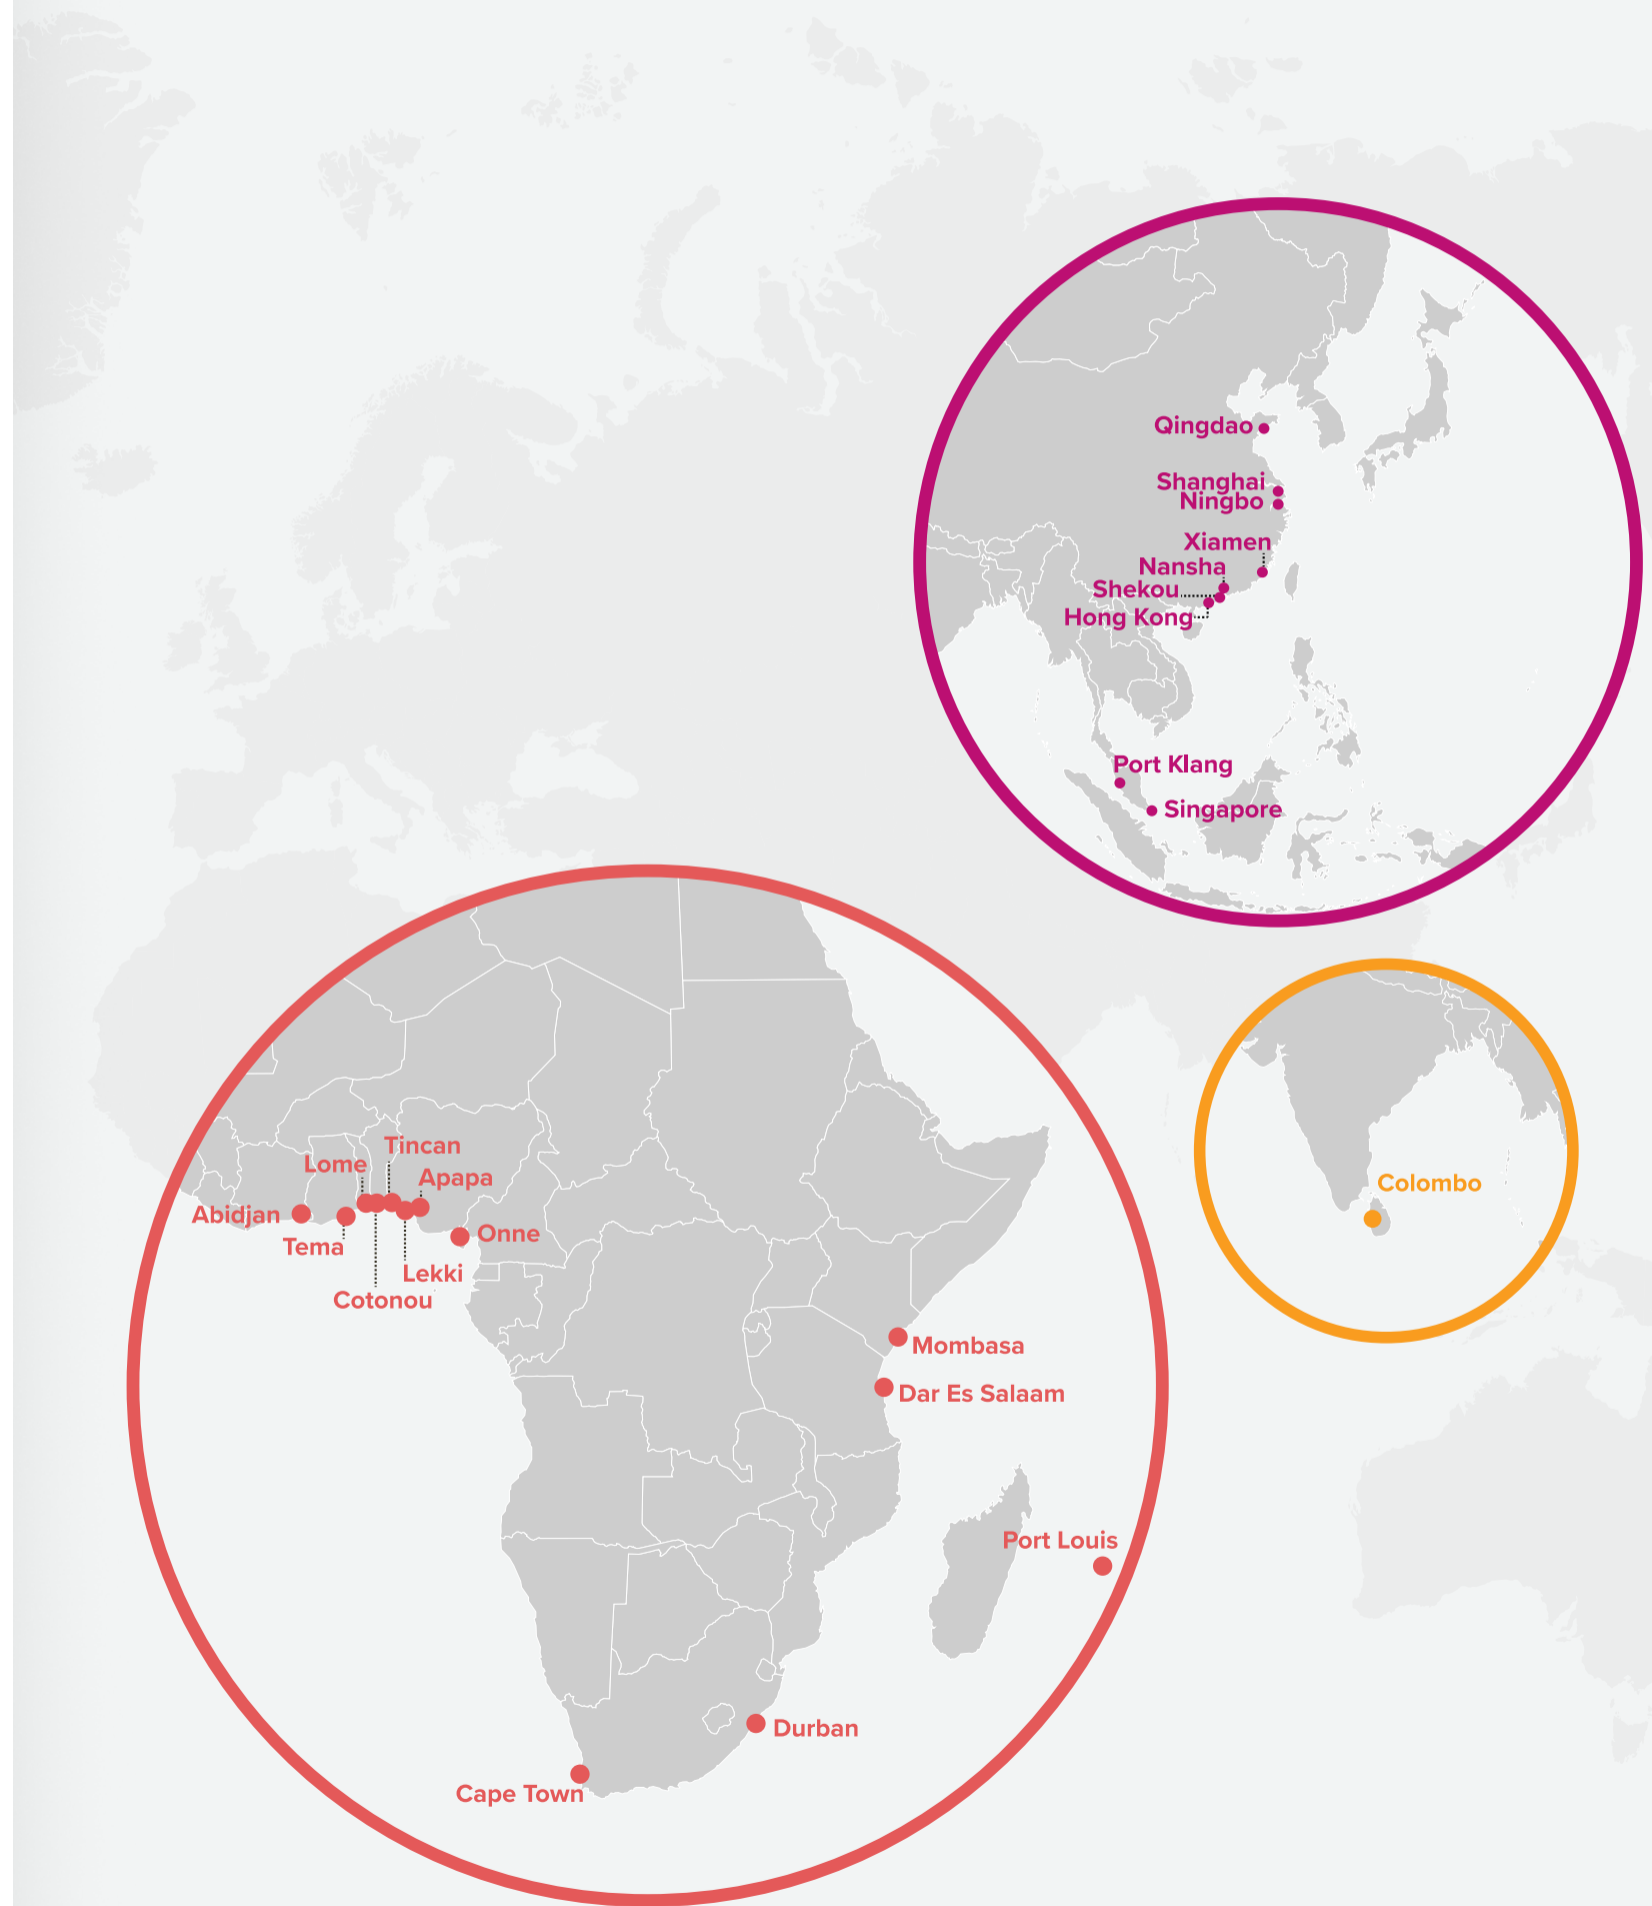 Qingdao
Shanghai
Ningbo
Xiamen
Nansha
Shekou
Hong Kong
Port Klang
Singapore
Colombo
Tincan
Lome
Apapa
Abidjan
Onne
Tema
Lekki
Cotonou
Mombasa
Dar Es Salaam
Port Louis
Durban
Cape Town